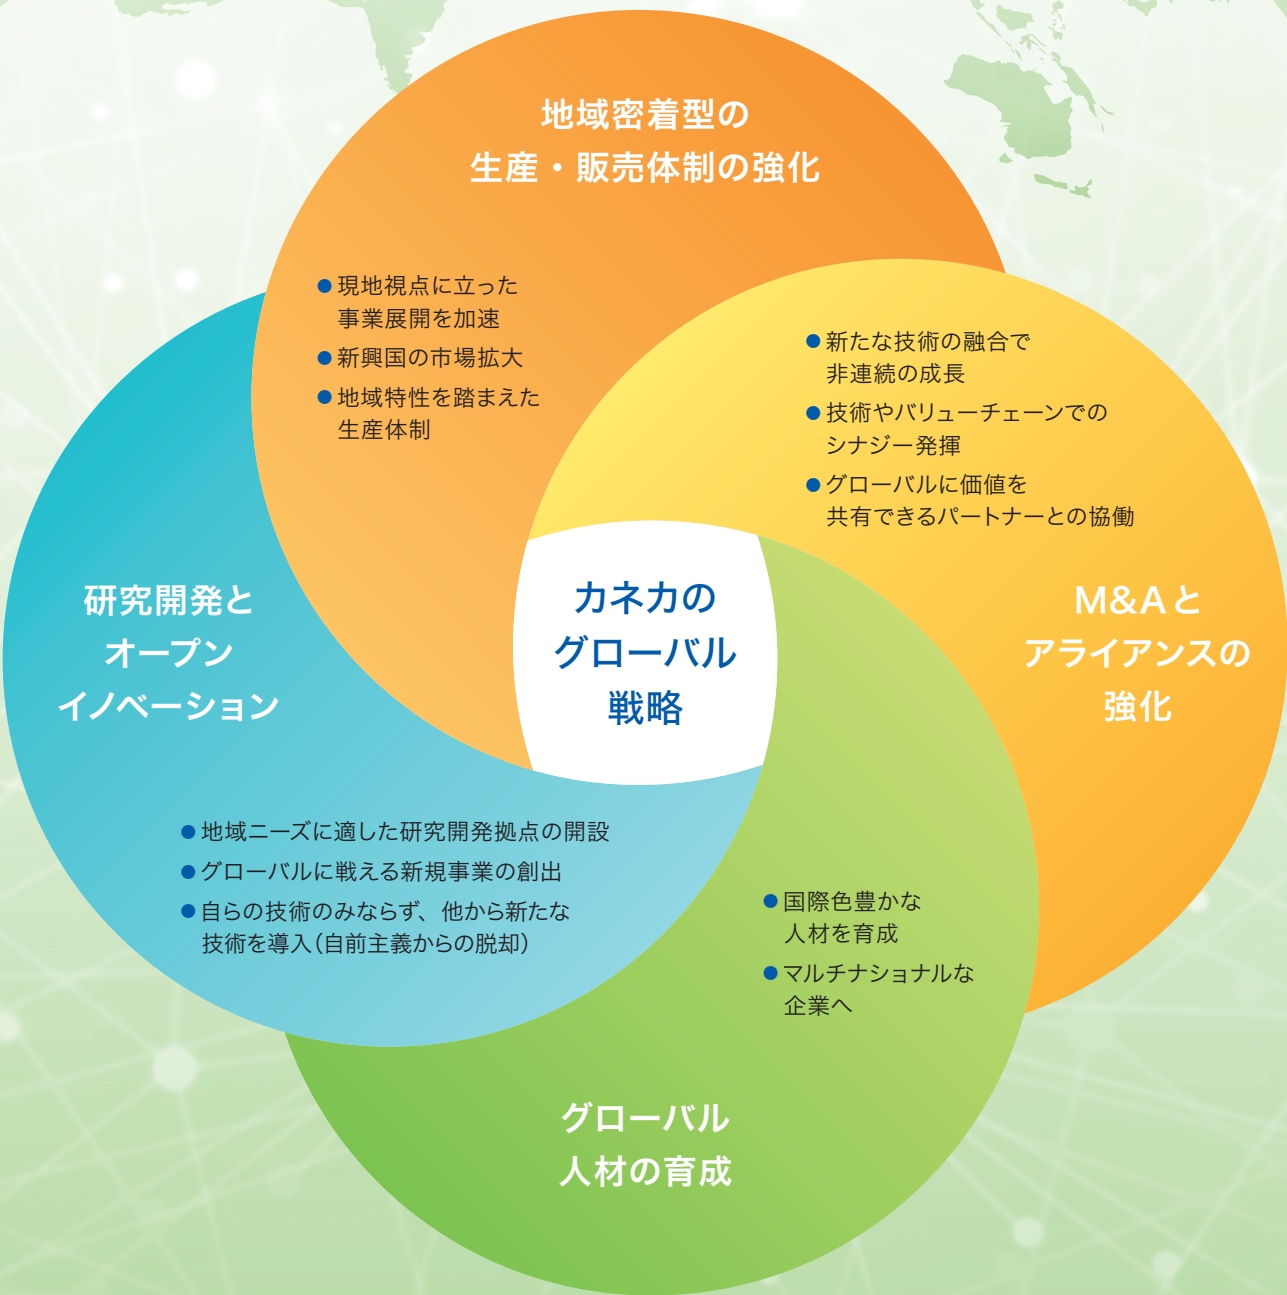 地域密着型の
生産・販売体制の強化
●現地視点に立った
事業展開を加速
●新興国の市場拡大
●地域特性を踏まえた
生産体制
●新たな技術の融合で
非連続の成長
●技術やバリューチェーンでの
シナジー発揮
●グローバルに価値を
共有できるパートナーとの協働
M&Aと
アライアンスの
強化
カネカの
グローバル
戦略
研究開発と
オープン
イノベーション
●地域ニーズに適した研究開発拠点の開設
●グローバルに戦える新規事業の創出
●自らの技術のみならず、他から新たな
技術を導入(自前主義からの脱却)
●国際色豊かな
人材を育成
●マルチナショナルな
企業へ
グローバル
人材の育成